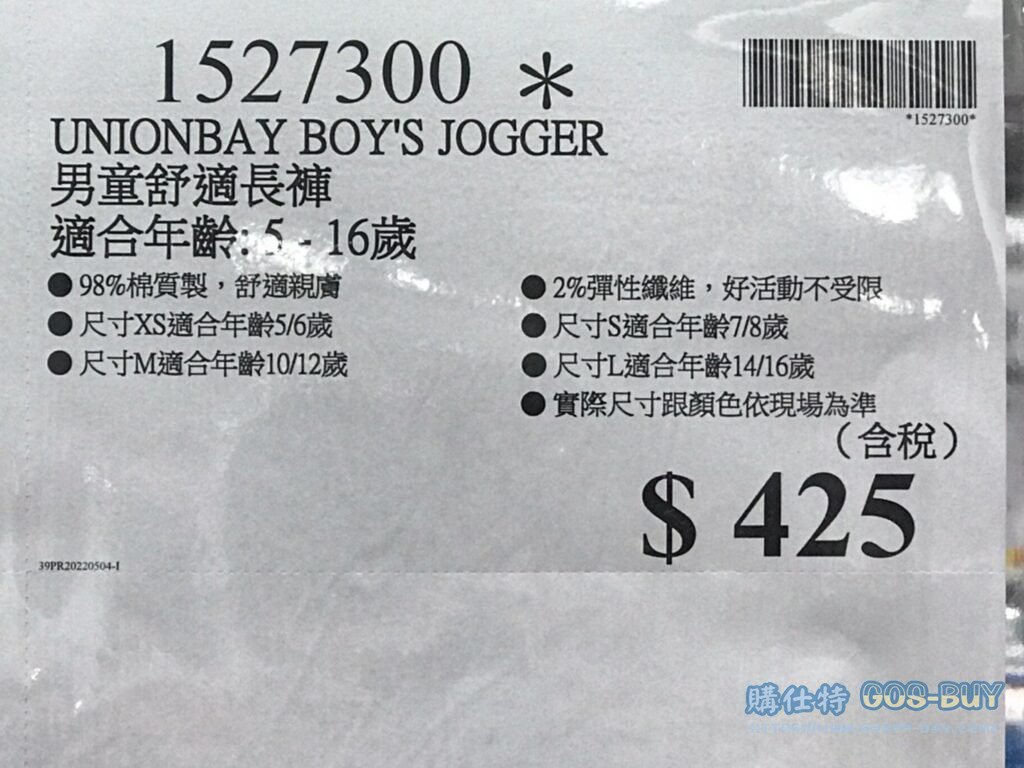 1527300 *
*1527300*
UNIONBAY BOY'S JOGGER
男童舒適長褲
適合年齡: 5 - 16歲
●98%棉質製，舒適親膚
●2%彈性纖維，好活動不受限
●尺寸XS適合年齡5/6歲
●尺寸S適合年齡7/8歲
●尺寸M適合年齡10/12歲
●尺寸L適合年齡14/16歲
●實際尺寸跟顏色依現場為準
（含稅）
$ 425
39PR20220504-I
購仕特 GOS-BUY